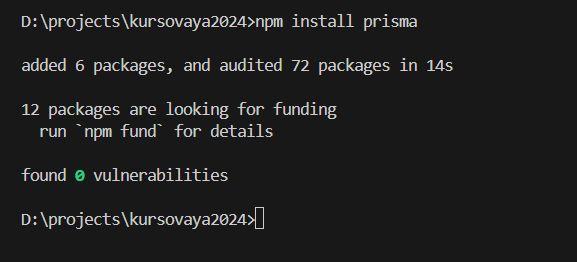 D:\projects\kursovaya2024>npm install prisma
added 6 packages, and audited 72 packages in 14s
12 packages are looking for funding
  run `npm fund` for details
found 0 vulnerabilities
D:\projects\kursovaya2024>